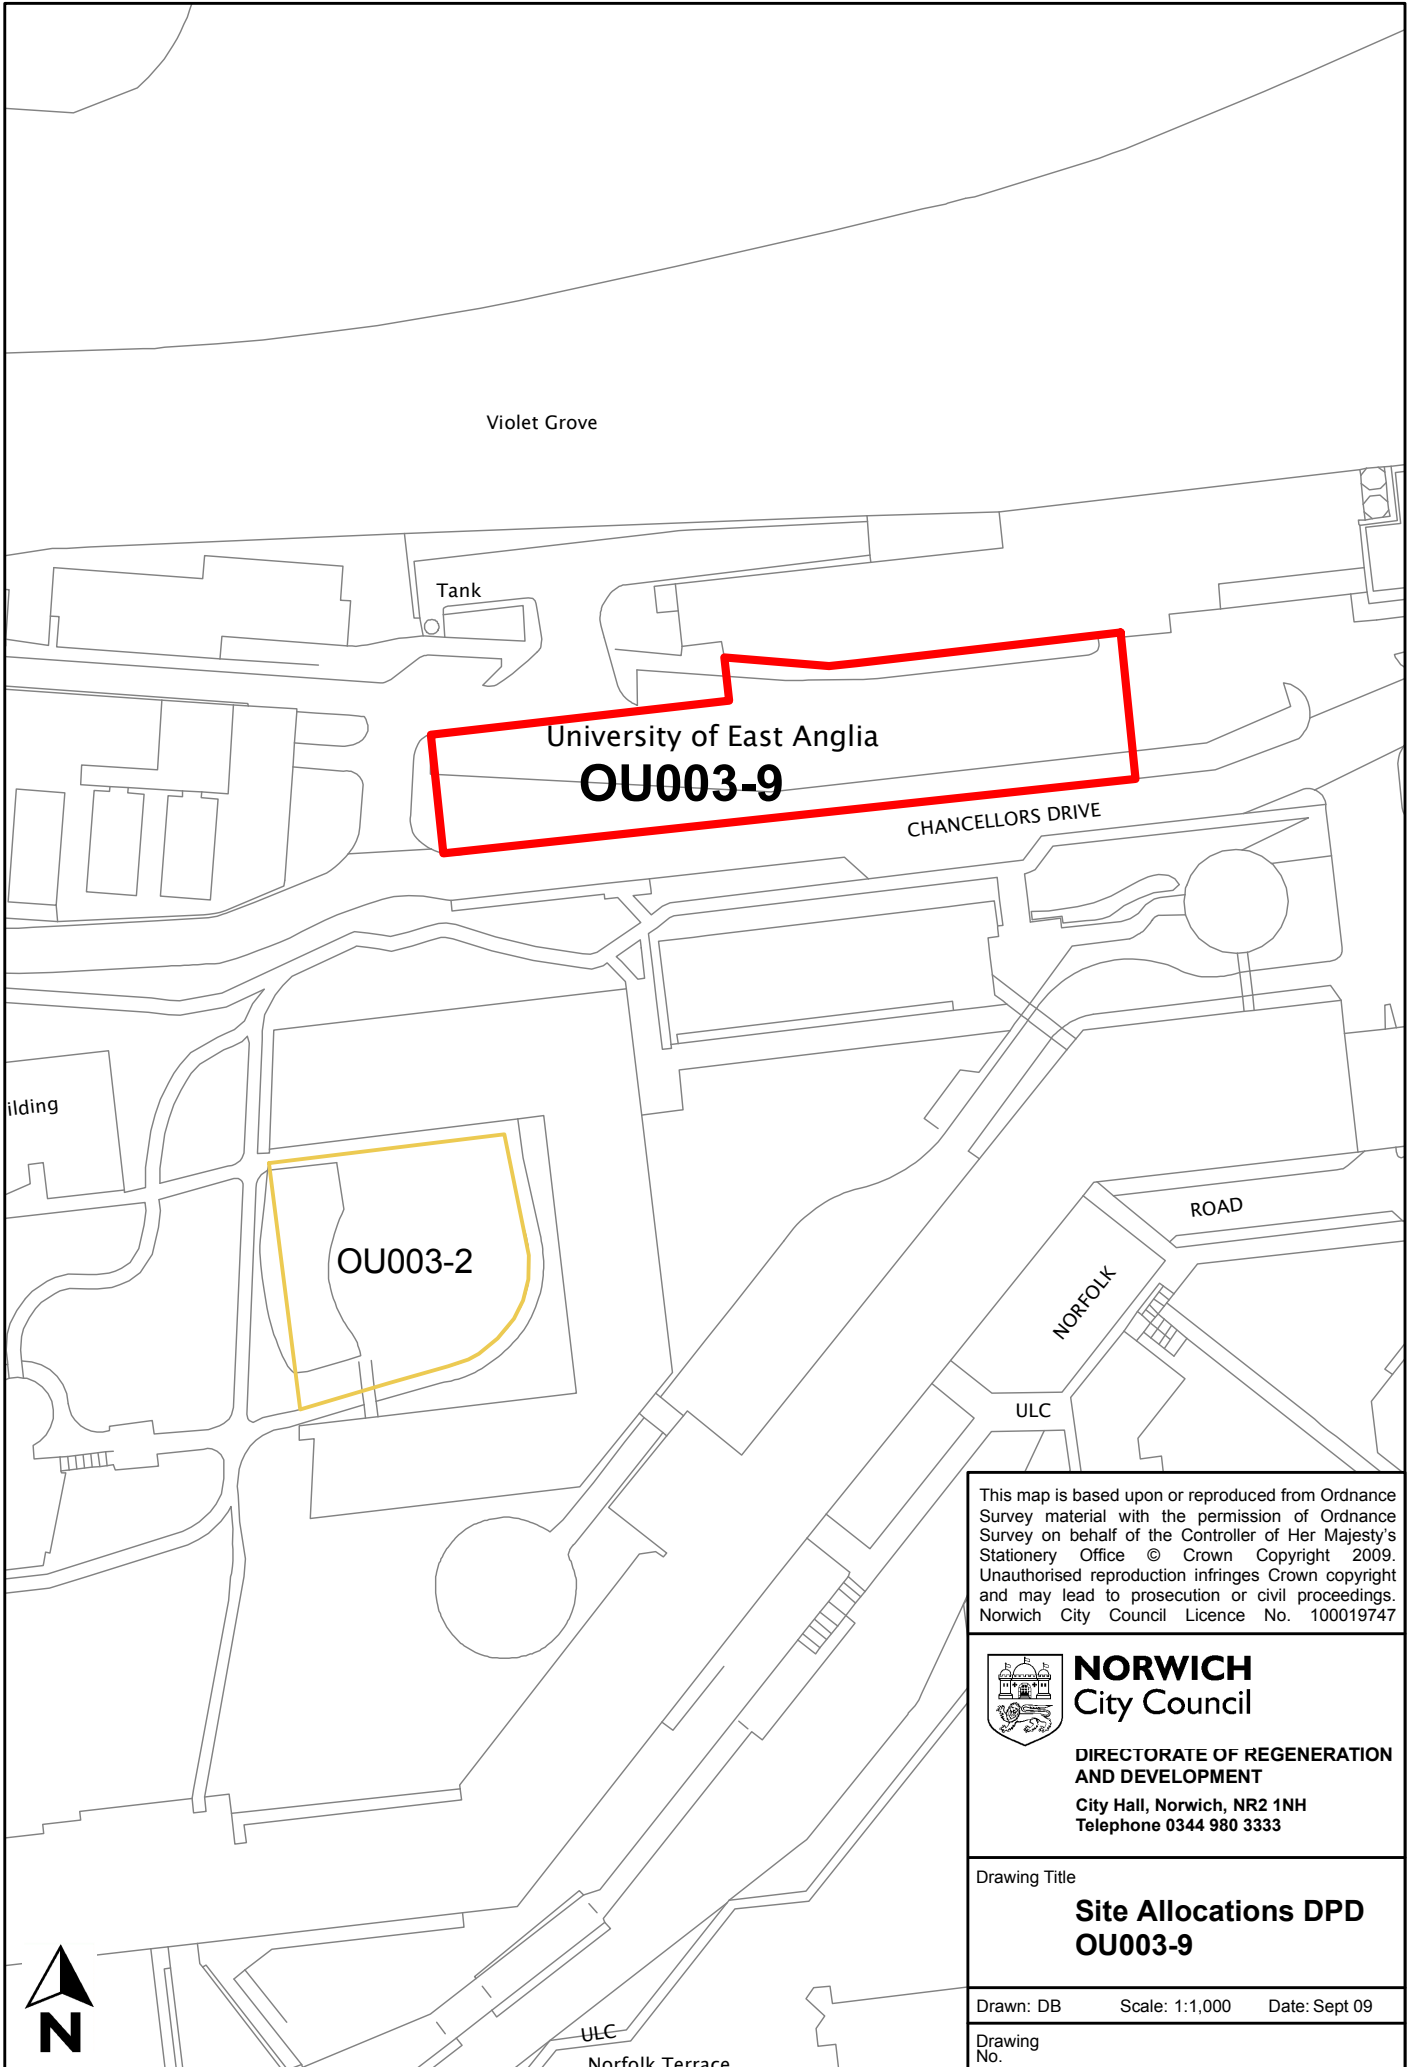 Violet Grove
Tank
University of East Anglia
OU003-9
CHANCELLORS DRIVE
ilding
OU003-2
ROAD
NORFOLK
ULC
ULC
Norfolk Terrace
N
This map is based upon or reproduced from Ordnance
Survey material with the permission of Ordnance
Survey on behalf of the Controller of Her Majesty's
Stationery Office © Crown Copyright 2009.
Unauthorised reproduction infringes Crown copyright
and may lead to prosecution or civil proceedings.
Norwich City Council Licence No. 100019747
NORWICH
City Council
DIRECTORATE OF REGENERATION
AND DEVELOPMENT
City Hall, Norwich, NR2 1NH
Telephone 0344 980 3333
Drawing Title
Site Allocations DPD
OU003-9
Drawn: DB Scale: 1:1,000 Date: Sept 09
Drawing
No.